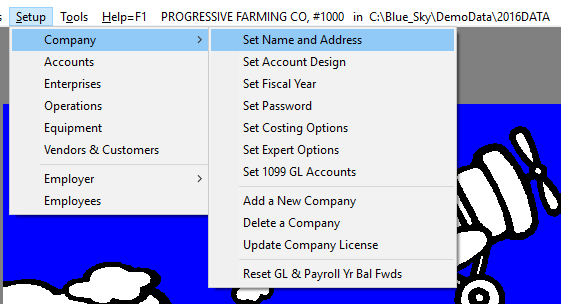 Setup Tools Help=F1 PROGRESSIVE FARMING CO, #1000 in C:\Blue_Sky\DemoData\2016DATA
Company
Accounts
Enterprises
Operations
Equipment
Vendors & Customers
Employer
Employees
Set Name and Address
Set Account Design
Set Fiscal Year
Set Password
Set Costing Options
Set Expert Options
Set 1099 GL Accounts
Add a New Company
Delete a Company
Update Company License
Reset GL & Payroll Yr Bal Fwds